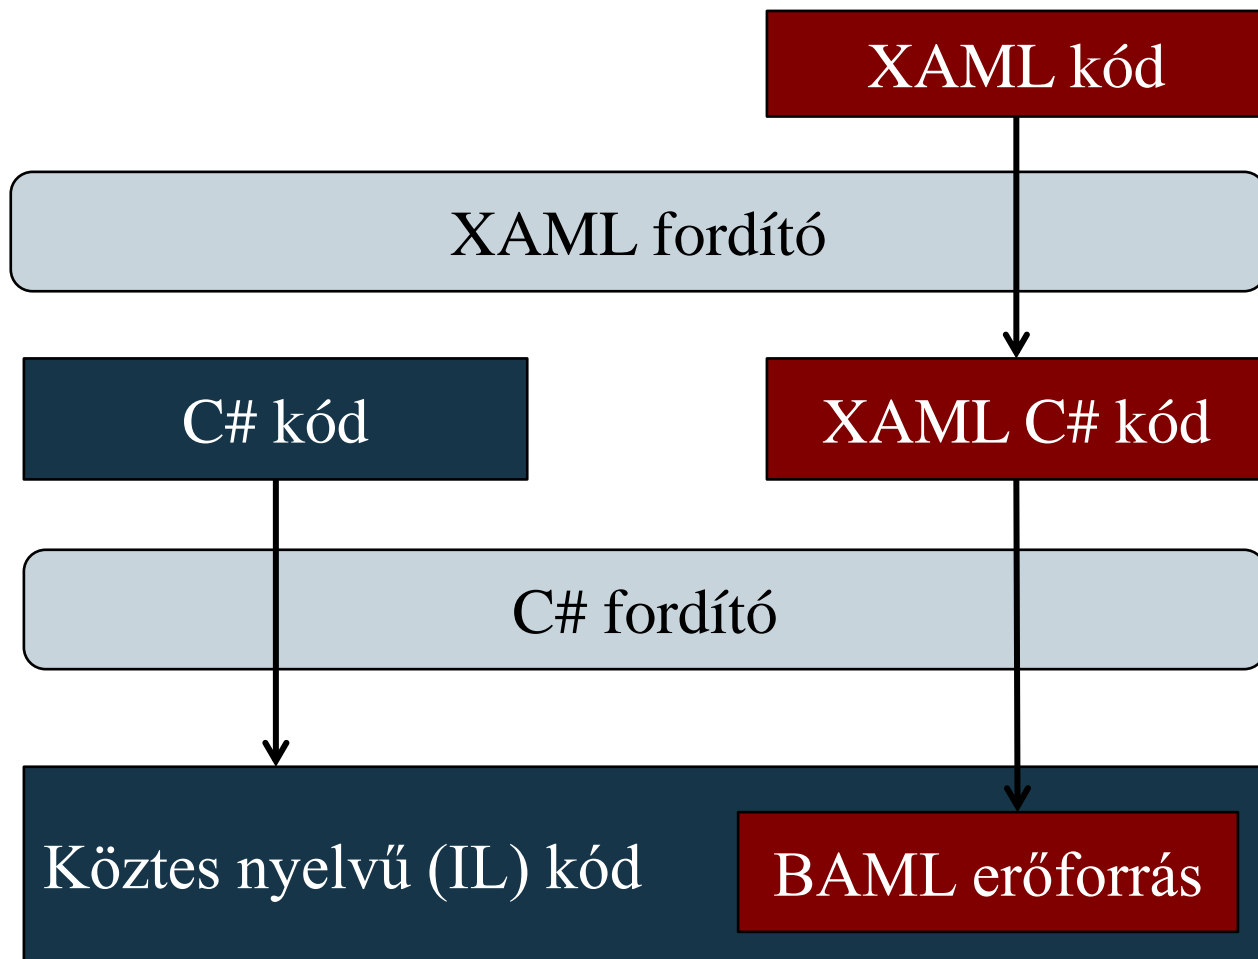 XAML kód
XAML fordító
C# kód
XAML C# kód
C# fordító
Köztes nyelvű (IL) kód
BAML erőforrás